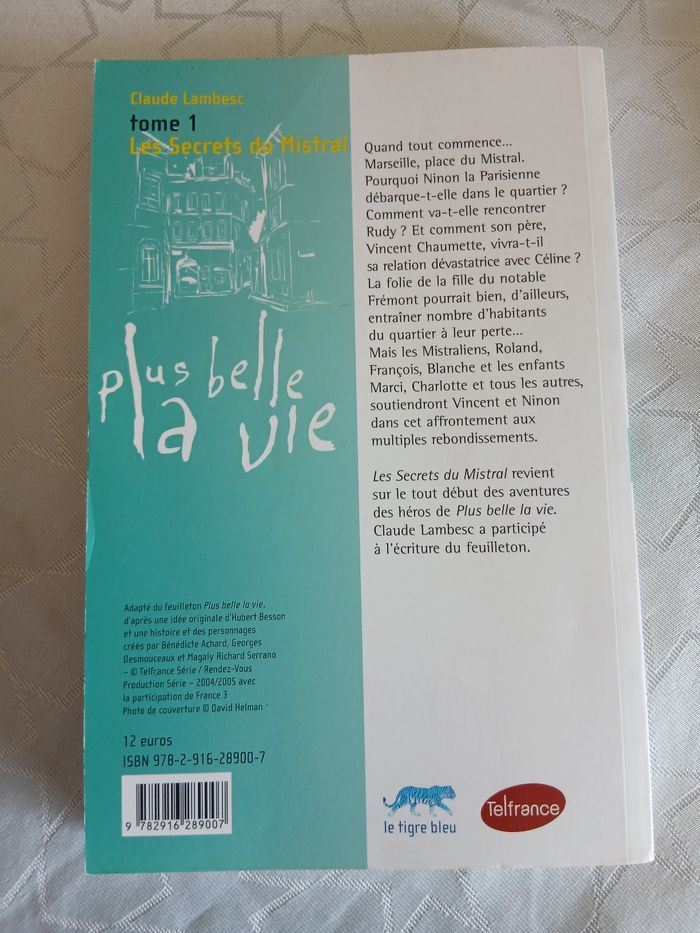 Claude Lambesc
tome 1
Les Secrets du Mistral
plus belle
la vie
Adapté du feuilleton Plus belle la vie,
d'après une idée originale d'Hubert Besson
et une histoire et des personnages
créés par Bénédicte Achard, Georges
Desmouceaux et Magaly Richard Serrano
– © Telfrance Série / Rendez-Vous
Production Série – 2004/2005 avec
la participation de France 3
Photo de couverture © David Helman
12 euros
ISBN 978-2-916-28900-7
9 782916 289007
Quand tout commence...
Marseille, place du Mistral.
Pourquoi Ninon la Parisienne
débarque-t-elle dans le quartier ?
Comment va-t-elle rencontrer
Rudy ? Et comment son père,
Vincent Chaumette, vivra-t-il
sa relation dévastatrice avec Céline ?
La folie de la fille du notable
Frémont pourrait bien, d'ailleurs,
entraîner nombre d'habitants
du quartier à leur perte...
Mais les Mistraliens, Roland,
François, Blanche et les enfants
Marci, Charlotte et tous les autres,
soutiendront Vincent et Ninon
dans cet affrontement aux
multiples rebondissements.
Les Secrets du Mistral revient
sur le tout début des aventures
des héros de Plus belle la vie.
Claude Lambesc a participé
à l'écriture du feuilleton.
le tigre bleu
Telfrance